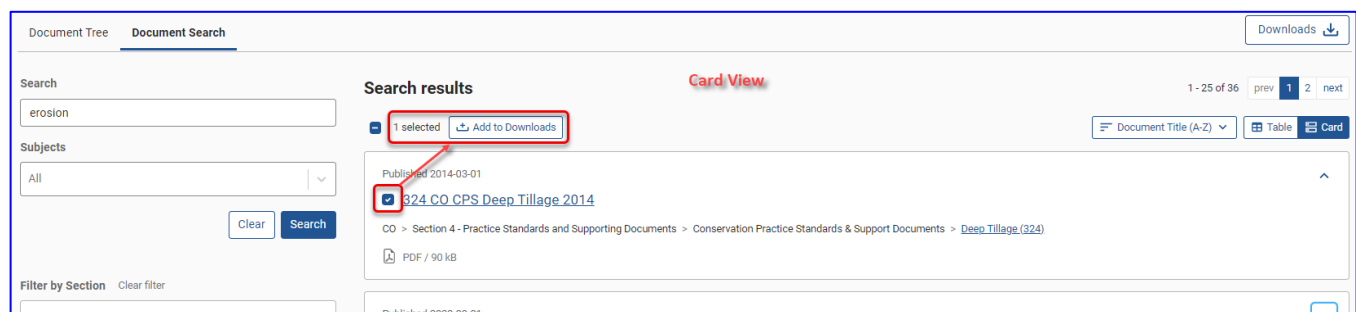 Document Tree Document Search Downloads
Search
erosion
Subjects
All
Clear Search
Filter by Section Clear filter
Search results Card View 1 - 25 of 36 prev 1 2 next
1 selected Add to Downloads Document Title (A-Z) Table Card
Published 2014-03-01
324 CO CPS Deep Tillage 2014
CO > Section 4 - Practice Standards and Supporting Documents > Conservation Practice Standards & Support Documents > Deep Tillage (324)
PDF / 90 kB